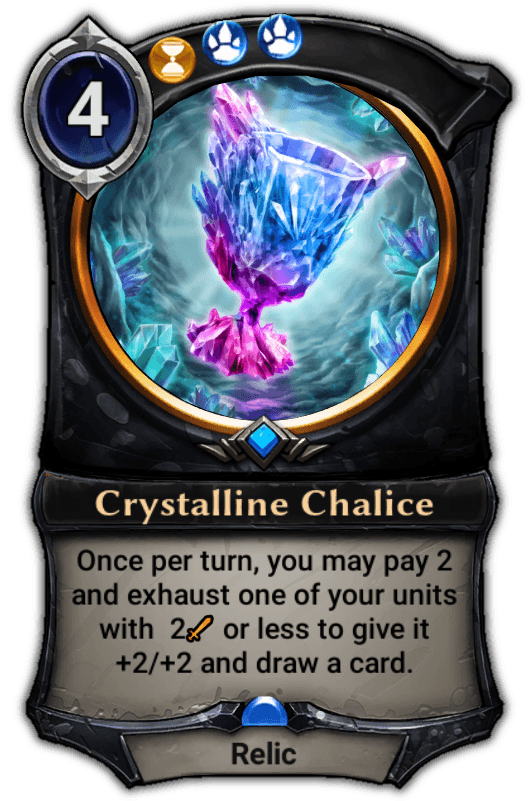 4
Crystalline Chalice
Once per turn, you may pay 2
and exhaust one of your units
with 2 or less to give it
+2/+2 and draw a card.
Relic